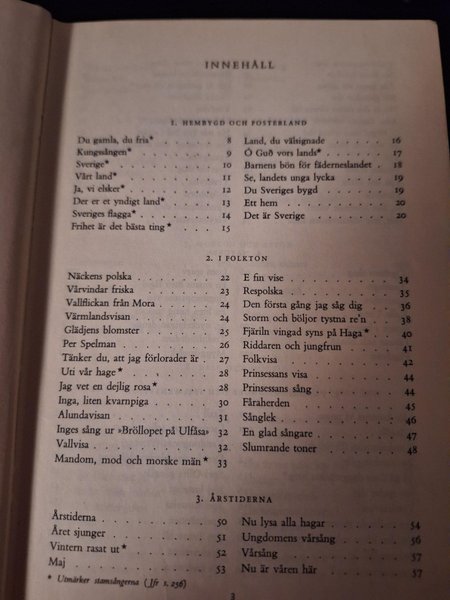 INNEHÅLL
1. HEMBYGD OCH FOSTERLAND
Du gamla, du fria* . . . . . . 8
Kungssången* . . . . . . 9
Sverige* . . . . . . 10
Vårt land* . . . . . . 11
Ja, vi elsker* . . . . . . 12
Der er et yndigt land* . . . . . . 13
Sveriges flagga* . . . . . . 14
Frihet är det bästa ting* . . . . . . 15
Land, du välsignade . . . . . . 16
Ó Guð vors lands* . . . . . . 17
Barnens bön för fäderneslandet . . 18
Se, landets unga lycka . . . . . . 19
Du Sveriges bygd . . . . . . 19
Ett hem . . . . . . 20
Det är Sverige . . . . . . 20
2. I FOLKTON
Näckens polska . . . . . . 22
Vårvindar friska . . . . . . 23
Vallflickan från Mora . . . . . . 24
Värmlandsvisan . . . . . . 24
Glädjens blomster . . . . . . 25
Per Spelman . . . . . . 26
Tänker du, att jag förlorader är . 27
Uti vår hage* . . . . . . 28
Jag vet en dejlig rosa* . . . . . . 28
Inga, liten kvarnpiga . . . . . . 30
Alundavisan . . . . . . 31
Inges sång ur »Bröllopet på Ulfåsa» 32
Vallvisa . . . . . . 32
Mandom, mod och morske män* 33
E fin vise . . . . . . 34
Respolska . . . . . . 35
Den första gång jag såg dig . . . 36
Storm och böljor tystna re'n . . . 38
Fjäriln vingad syns på Haga* . . 40
Riddaren och jungfrun . . . . . . 41
Folkvisa . . . . . . 42
Prinsessans visa . . . . . . 44
Prinsessans sång . . . . . . 44
Fåraherden . . . . . . 45
Sånglek . . . . . . 46
En glad sångare . . . . . . 47
Slumrande toner . . . . . . 48
3. ÅRSTIDERNA
Årstiderna . . . . . . 50
Året sjunger . . . . . . 51
Vintern rasat ut* . . . . . . 52
Maj . . . . . . 53
Nu lysa alla hagar . . . . . . 54
Ungdomens vårsång . . . . . . 56
Vårsång . . . . . . 57
Nu är våren här . . . . . . 57
* Utmärker stamsångerna (Jfr s. 256)
3